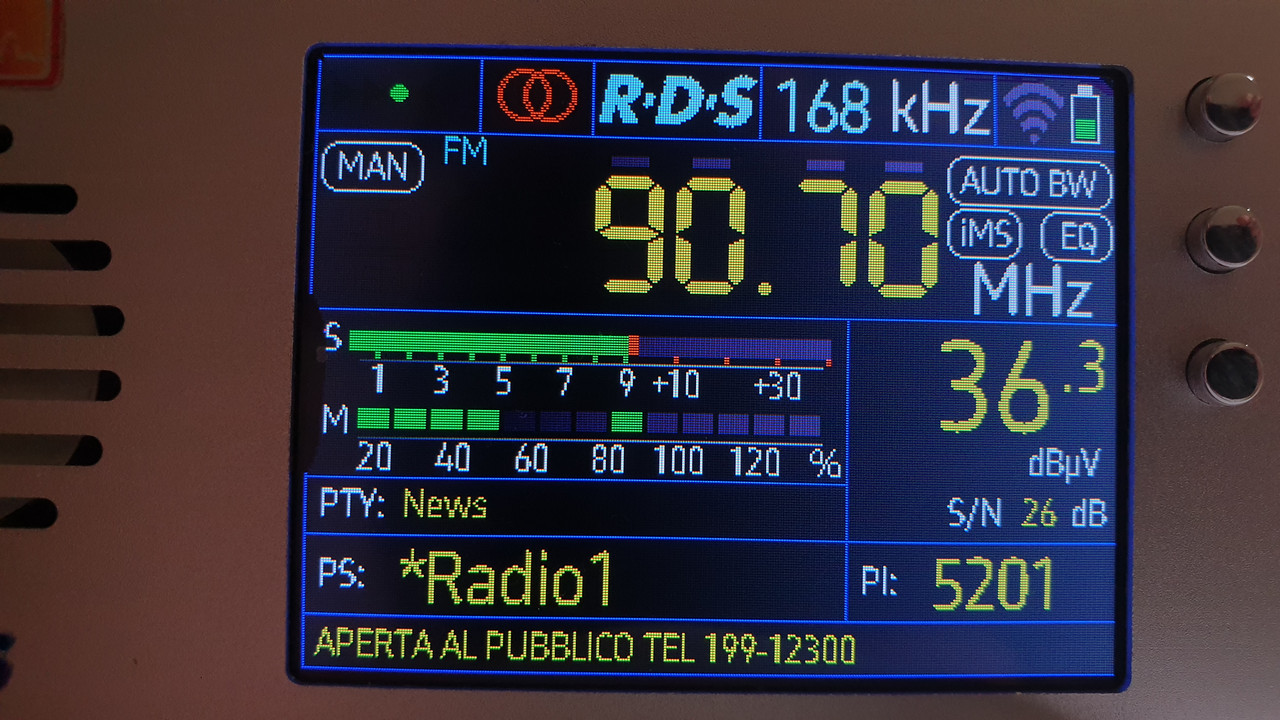 R·D·S 168 kHz
MAN FM 90.70 AUTO BW
iMS EQ
MHz
S
1 3 5 7 9 +10 +30
M
20 40 60 80 100 120 %
36.3
dBµV
S/N 26 dB
PTY: News
PS: *Radio1 PI: 5201
APERTA AL PUBBLICO TEL 199-12300